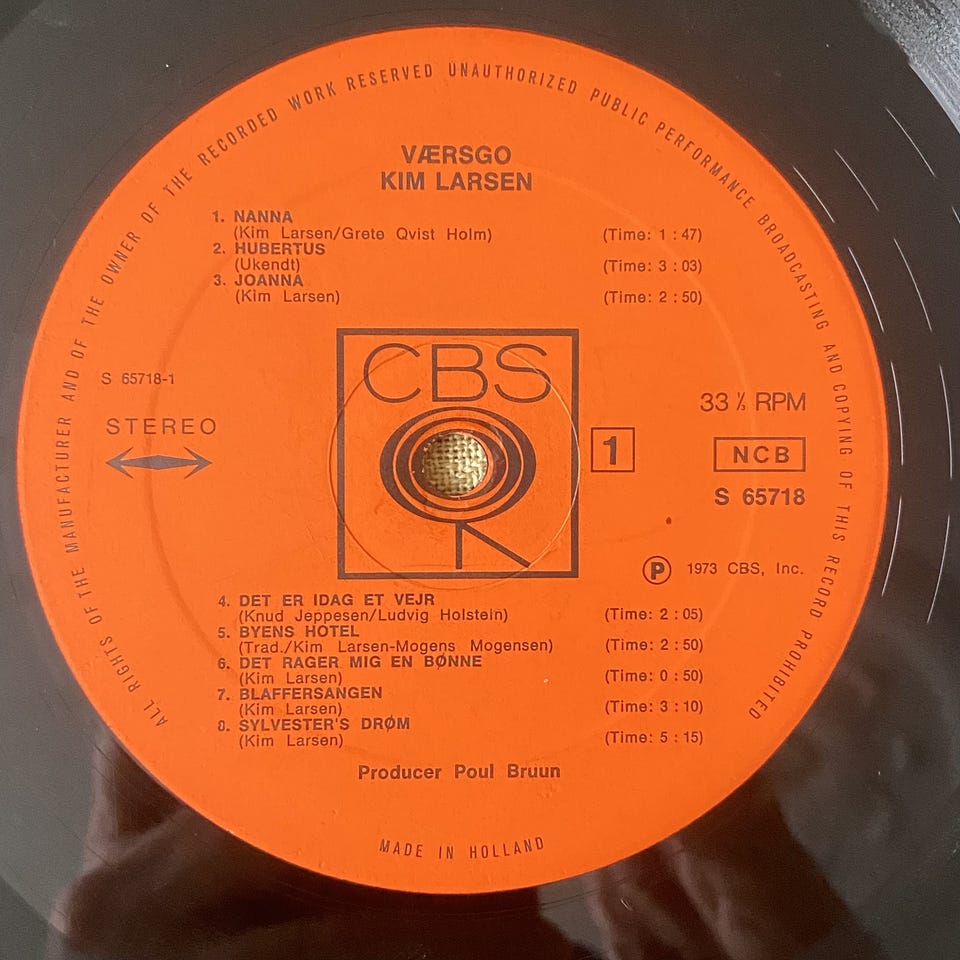 ALL RIGHTS OF THE MANUFACTURER AND OF THE OWNER OF THE RECORDED WORK RESERVED UNAUTHORIZED PUBLIC PERFORMANCE BROADCASTING AND COPYING OF THIS RECORD PROHIBITED
VÆRSGO
KIM LARSEN
1. NANNA
(Kim Larsen/Grete Qvist Holm) (Time: 1 : 47)
2. HUBERTUS
(Ukendt) (Time: 3 : 03)
3. JOANNA
(Kim Larsen) (Time: 2 : 50)
CBS
S 65718-1
STEREO
1
33 ⅓ RPM
NCB
S 65718
Ⓟ 1973 CBS, Inc.
4. DET ER IDAG ET VEJR
(Knud Jeppesen/Ludvig Holstein) (Time: 2 : 05)
5. BYENS HOTEL
(Trad./Kim Larsen-Mogens Mogensen) (Time: 2 : 50)
6. DET RAGER MIG EN BØNNE
(Kim Larsen) (Time: 0 : 50)
7. BLAFFERSANGEN
(Kim Larsen) (Time: 3 : 10)
8. SYLVESTER'S DRØM
(Kim Larsen) (Time: 5 : 15)
Producer Poul Bruun
MADE IN HOLLAND